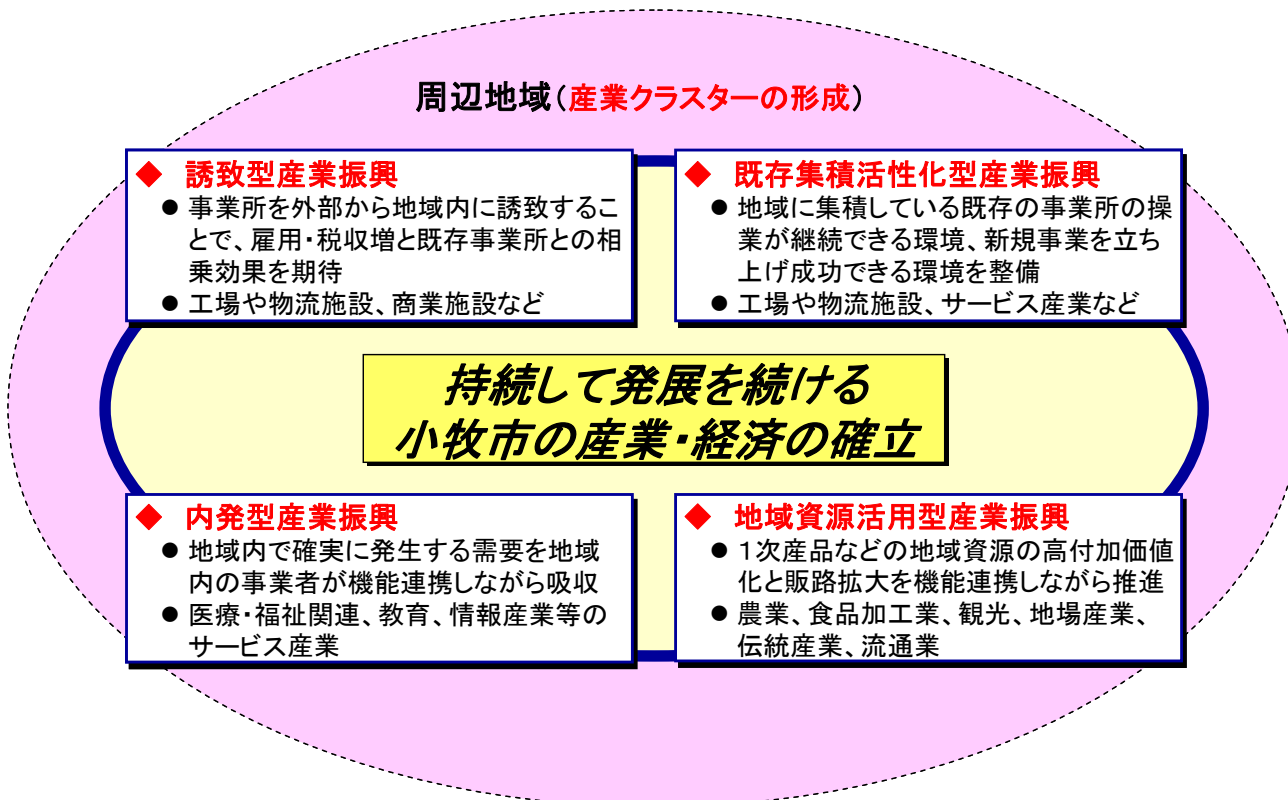 周辺地域(産業クラスターの形成)
◆ 誘致型産業振興
● 事業所を外部から地域内に誘致するこ
とで、雇用・税収増と既存事業所との相
乗効果を期待
● 工場や物流施設、商業施設など
◆ 既存集積活性化型産業振興
● 地域に集積している既存の事業所の操
業が継続できる環境、新規事業を立ち
上げ成功できる環境を整備
● 工場や物流施設、サービス産業など
持続して発展を続ける
小牧市の産業・経済の確立
◆ 内発型産業振興
● 地域内で確実に発生する需要を地域
内の事業者が機能連携しながら吸収
● 医療・福祉関連、教育、情報産業等の
サービス産業
◆ 地域資源活用型産業振興
● 1次産品などの地域資源の高付加価値
化と販路拡大を機能連携しながら推進
● 農業、食品加工業、観光、地場産業、
伝統産業、流通業